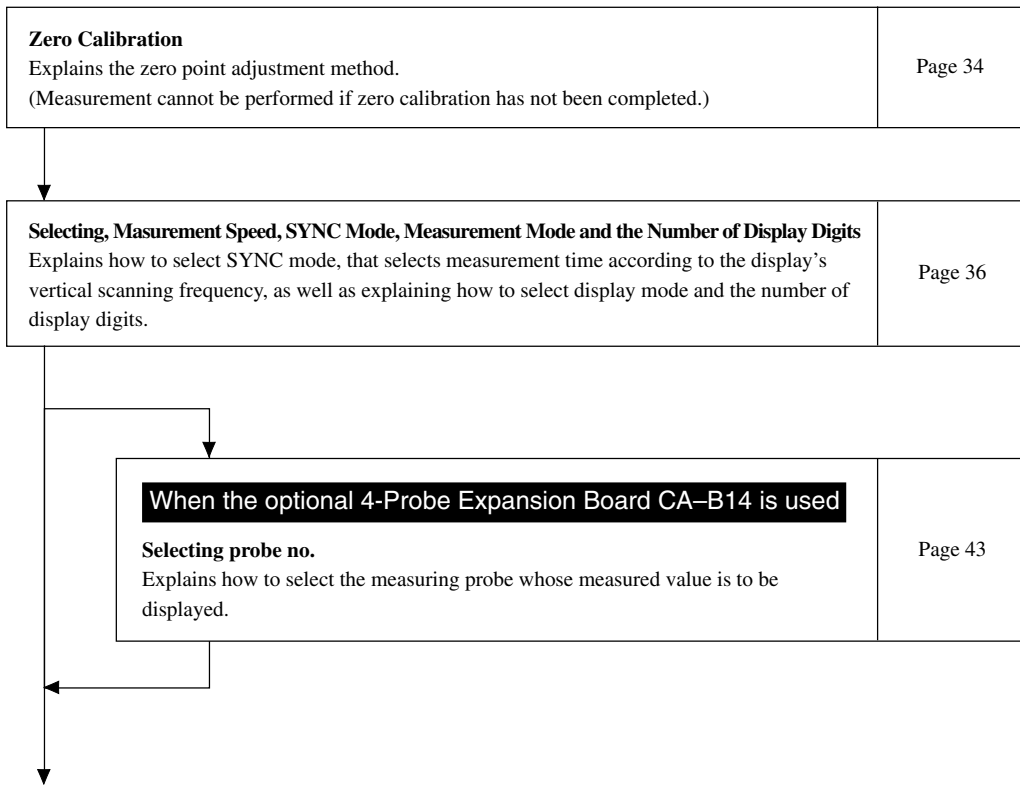 Zero Calibration
Explains the zero point adjustment method.
(Measurement cannot be performed if zero calibration has not been completed.)
Page 34
Selecting, Masurement Speed, SYNC Mode, Measurement Mode and the Number of Display Digits
Explains how to select SYNC mode, that selects measurement time according to the display's
vertical scanning frequency, as well as explaining how to select display mode and the number of
display digits.
Page 36
When the optional 4-Probe Expansion Board CA–B14 is used
Selecting probe no.
Explains how to select the measuring probe whose measured value is to be
displayed.
Page 43